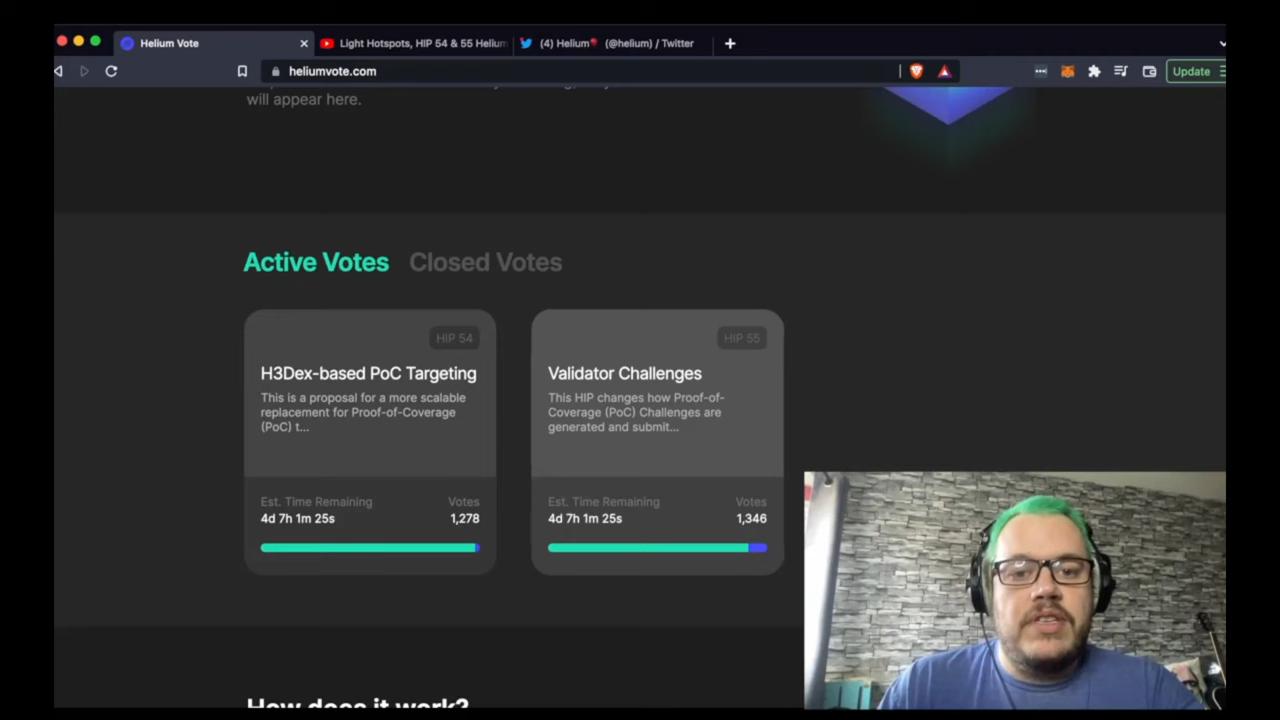 Helium Vote
Light Hotspots, HIP 54 & 55 Helium
(4) Helium🎈 (@helium) / Twitter
heliumvote.com
Update
will appear here.
Active Votes Closed Votes
HIP 54
H3Dex-based PoC Targeting
This is a proposal for a more scalable
replacement for Proof-of-Coverage
(PoC) t...
Est. Time Remaining Votes
4d 7h 1m 25s 1,278
HIP 55
Validator Challenges
This HIP changes how Proof-of-
Coverage (PoC) Challenges are
generated and submit...
Est. Time Remaining Votes
4d 7h 1m 25s 1,346
How does it work?